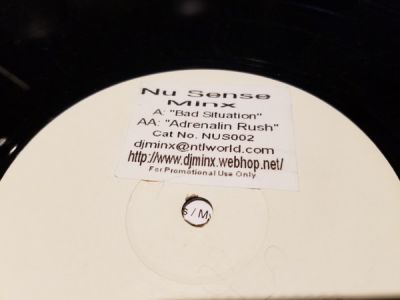 Nu Sense
Minx
A: "Bad Situation"
AA: "Adrenalin Rush"
Cat No. NUS002
djminx@ntlworld.com
http://www.djminx.webhop.net/
For Promotional Use Only